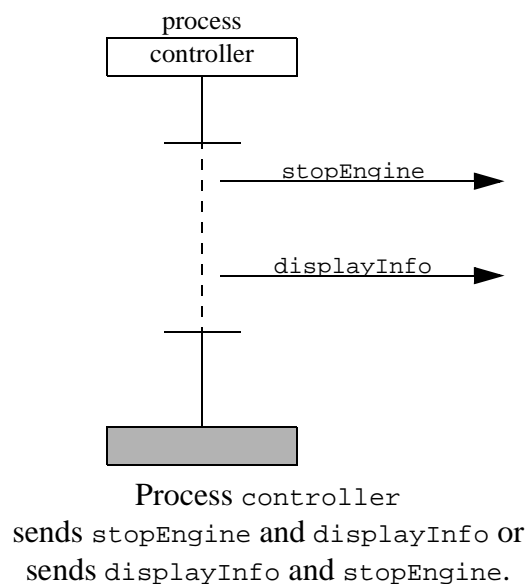 process
controller
stopEngine
displayInfo
Process controller
sends stopEngine and displayInfo or
sends displayInfo and stopEngine.